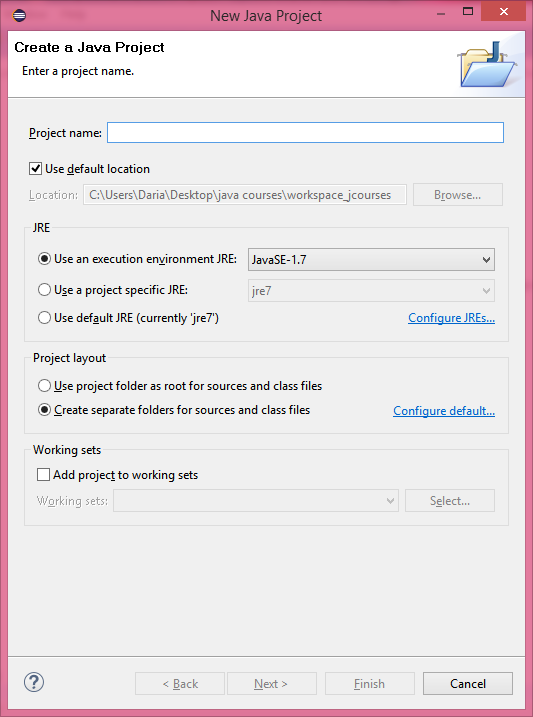 New Java Project
Create a Java Project
Enter a project name.
Project name:
Use default location
Location: C:\Users\Daria\Desktop\java courses\workspace_jcourses Browse...
JRE
Use an execution environment JRE: JavaSE-1.7
Use a project specific JRE: jre7
Use default JRE (currently 'jre7') Configure JREs...
Project layout
Use project folder as root for sources and class files
Create separate folders for sources and class files Configure default...
Working sets
Add project to working sets
Working sets: Select...
? < Back Next > Finish Cancel